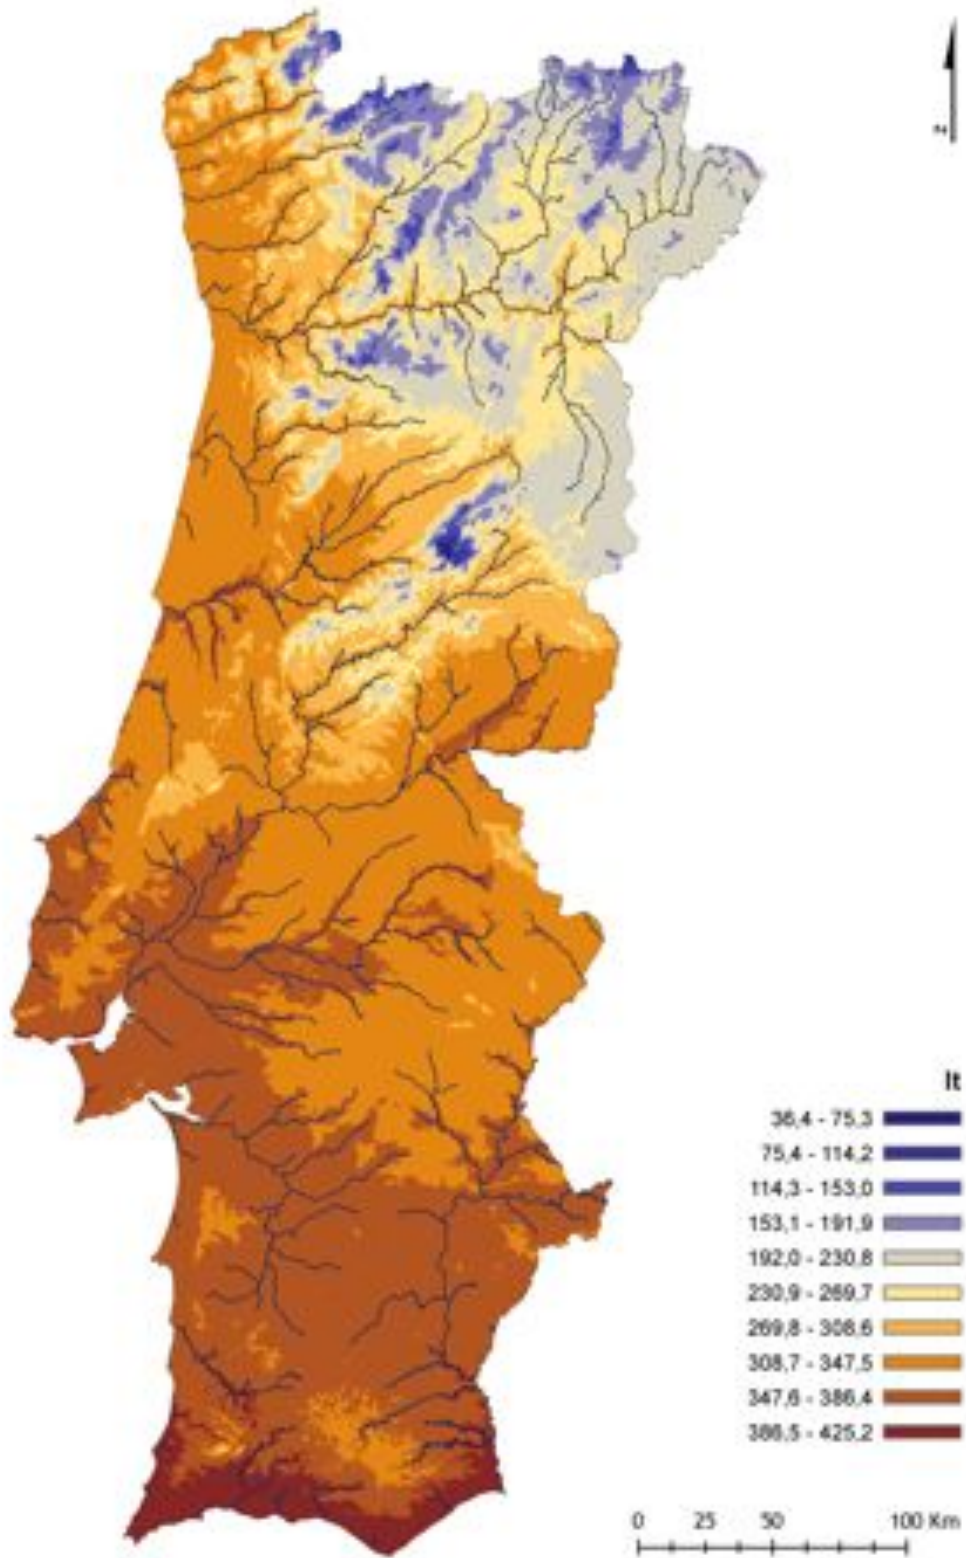 z
It
36,4 - 75,3
75,4 - 114,2
114,3 - 153,0
153,1 - 191,9
192,0 - 230,8
230,9 - 269,7
269,8 - 308,6
308,7 - 347,5
347,6 - 386,4
386,5 - 425,2
0 25 50 100 Km